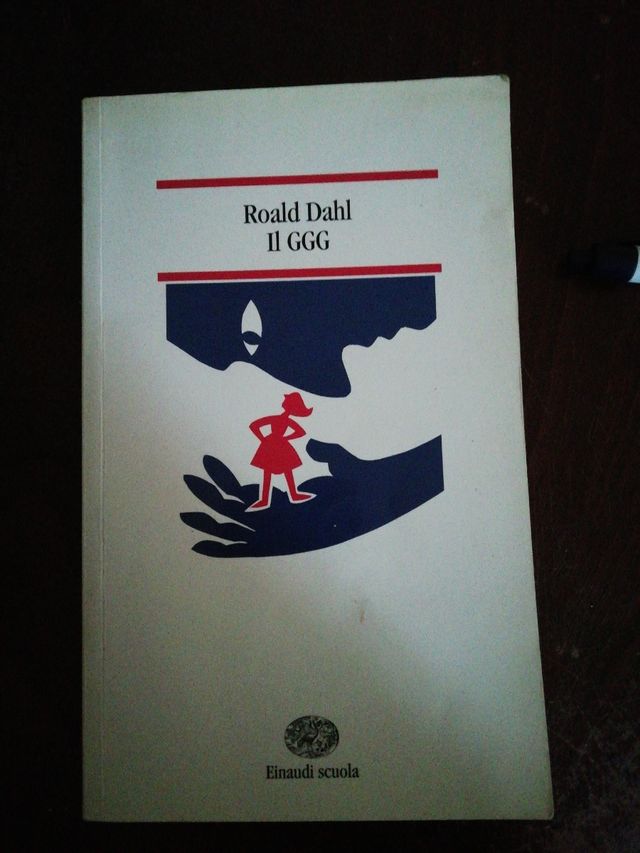 Roald Dahl
Il GGG
Einaudi scuola